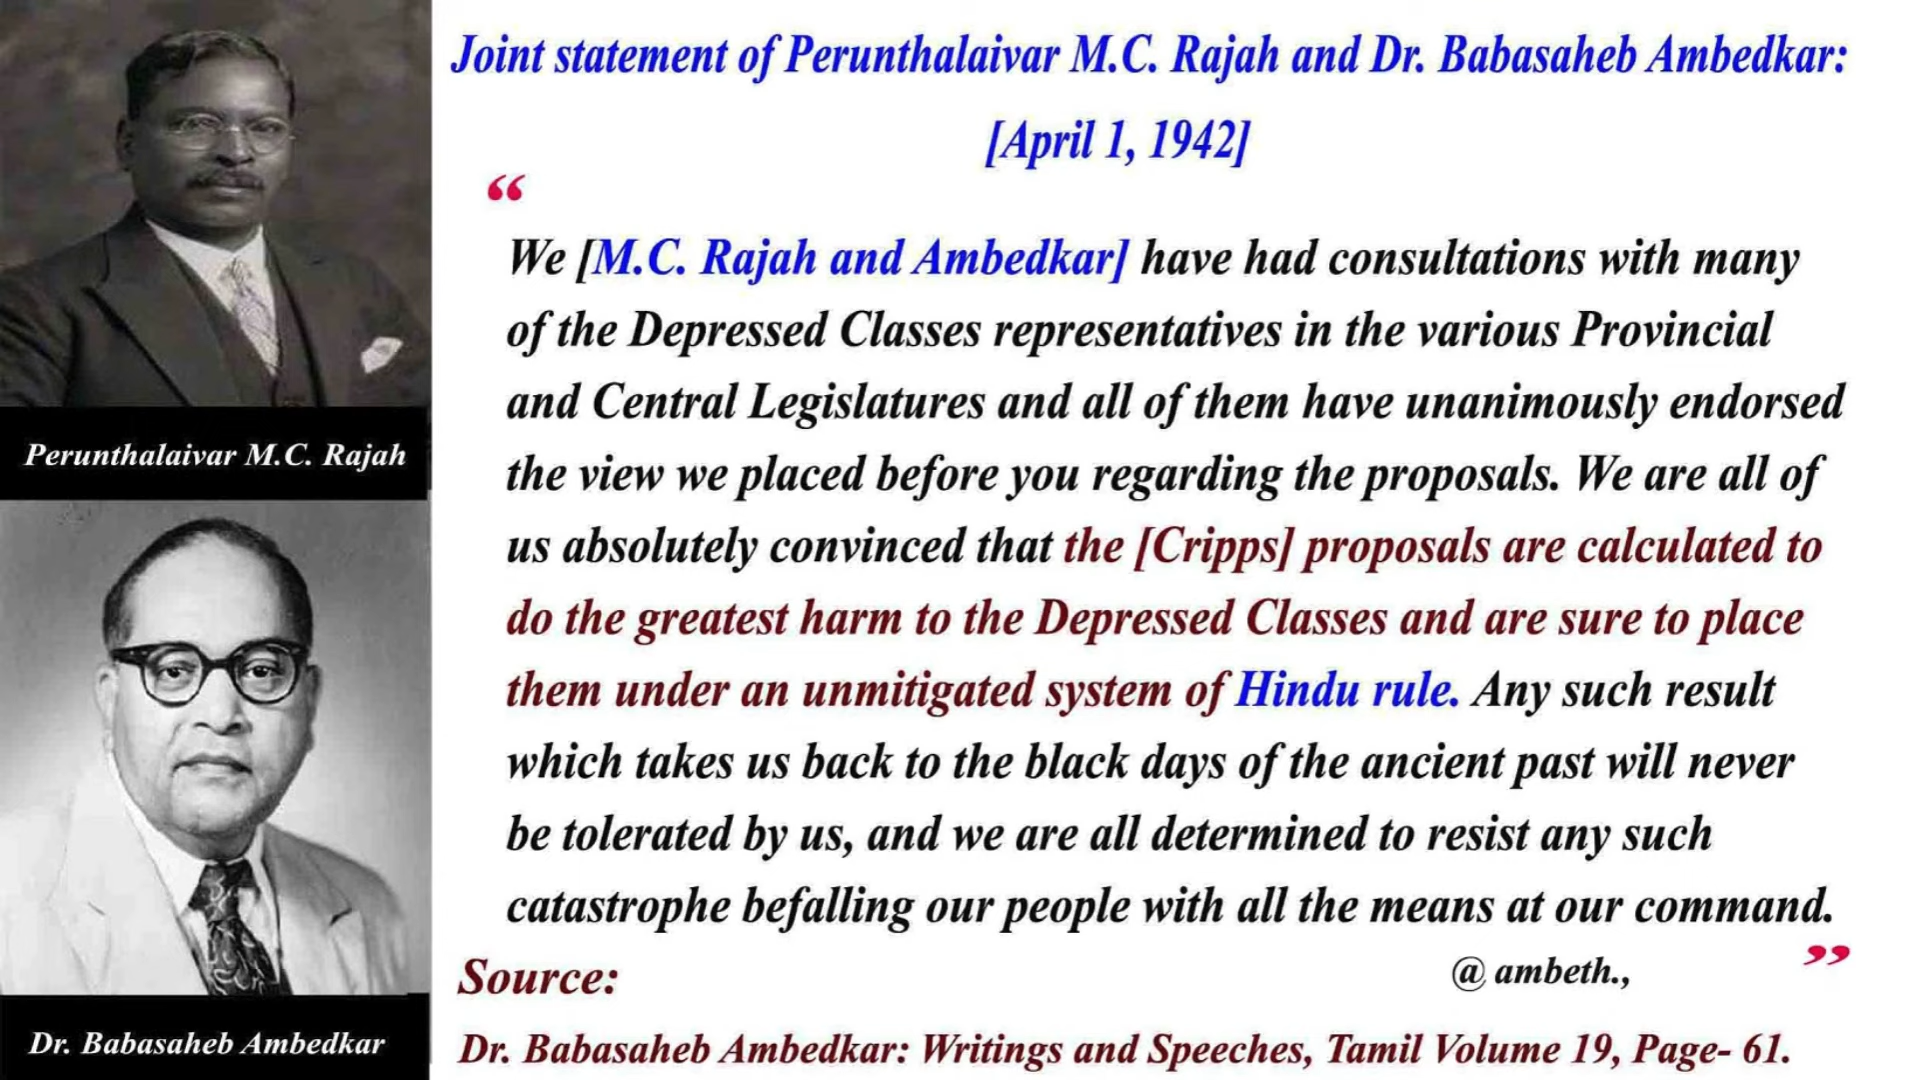 Joint statement of Perunthalaivar M.C. Rajah and Dr. Babasaheb Ambedkar:
[April 1, 1942]
“
We [M.C. Rajah and Ambedkar] have had consultations with many
of the Depressed Classes representatives in the various Provincial
and Central Legislatures and all of them have unanimously endorsed
the view we placed before you regarding the proposals. We are all of
us absolutely convinced that the [Cripps] proposals are calculated to
do the greatest harm to the Depressed Classes and are sure to place
them under an unmitigated system of Hindu rule. Any such result
which takes us back to the black days of the ancient past will never
be tolerated by us, and we are all determined to resist any such
catastrophe befalling our people with all the means at our command.
”
@ ambeth.,
Source:
Dr. Babasaheb Ambedkar: Writings and Speeches, Tamil Volume 19, Page- 61.
Perunthalaivar M.C. Rajah
Dr. Babasaheb Ambedkar